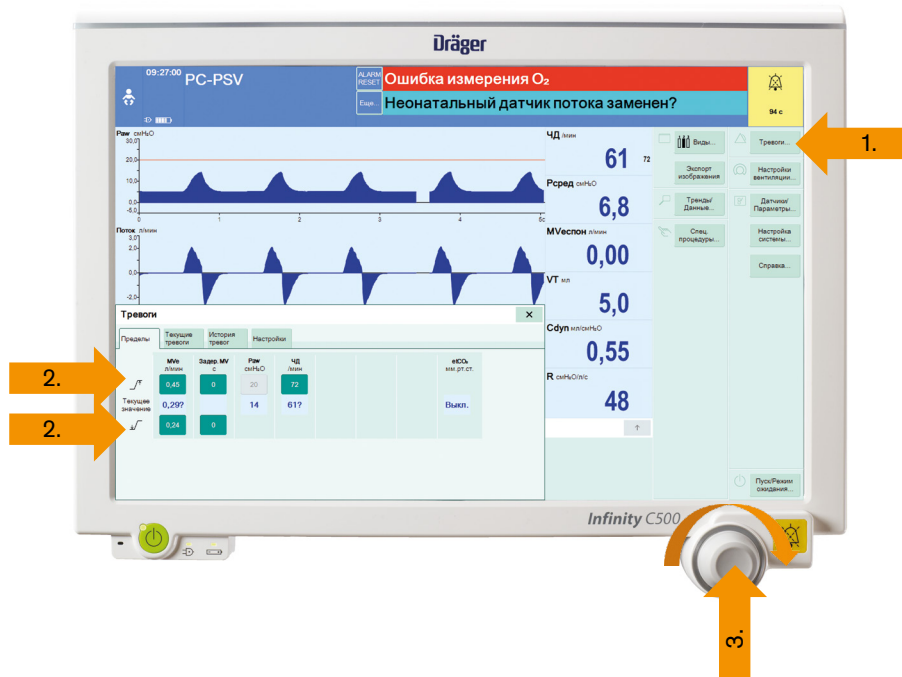 Dräger
09:27:00
PC-PSV
ALARM RESET
Ошибка измерения O₂
Еще...
Неонатальный датчик потока заменен?
94 с
Paw смH₂O
30,0
20,0
10,0
0,0
-5,0
0 1 2 3 4 5с
Поток л/мин
3,0
2,0
0,0
-2,0
ЧД /мин
61
72
Pсред смH₂O
6,8
MVеспон л/мин
0,00
VT мл
5,0
Cdyn мл/смH₂O
0,55
R смH₂O/л/с
48
Виды...
Экспорт изображения
Тренды/ Данные...
Спец. процедуры...
Тревоги...
Настройки вентиляции...
Датчики/ Параметры...
Настройка системы...
Справка...
Пуск/Режим ожидания...
1.
Тревоги
×
Пределы
Текущие тревоги
История тревог
Настройки
MVe л/мин
Задер. MV с
Paw смH₂O
ЧД /мин
etCO₂ мм.рт.ст.
2.
0,45 0 20 72
Текущее значение
0,29? 14 61? Выкл.
2.
0,24 0
Infinity C500
3.